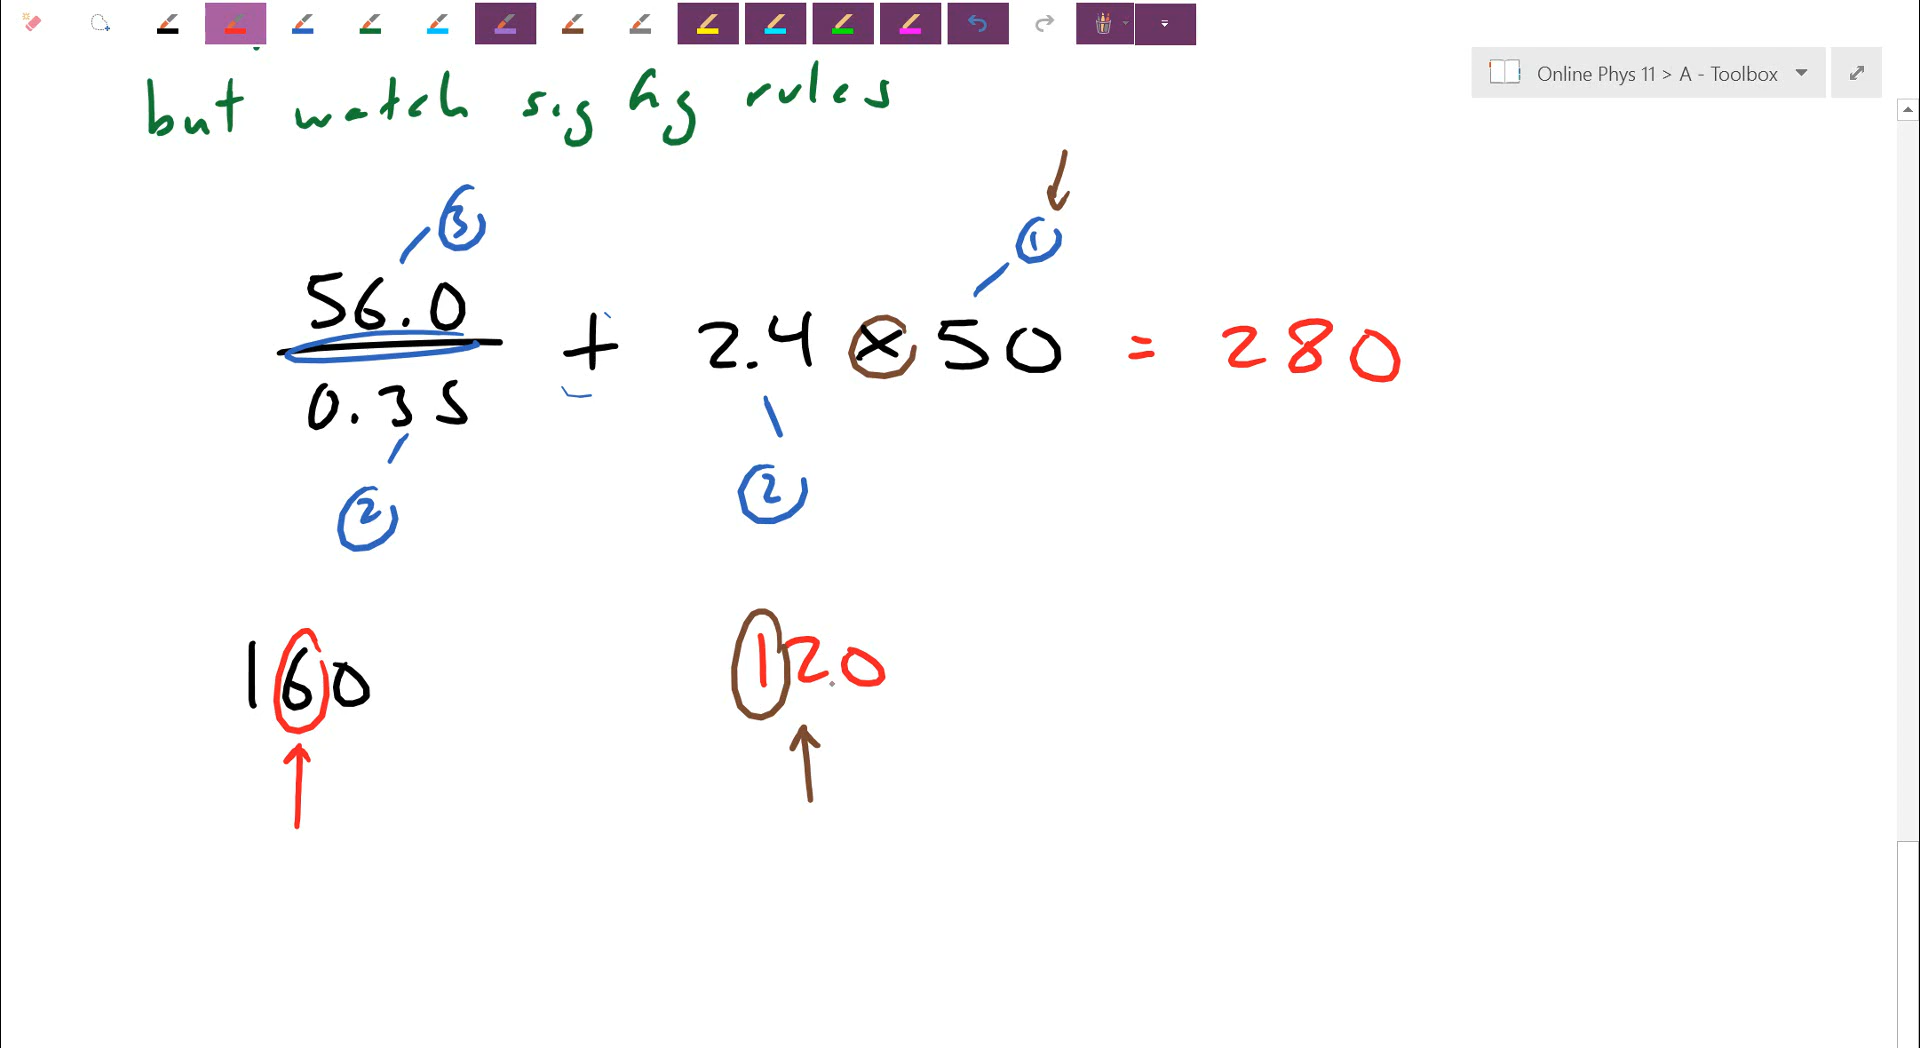 Online Phys 11 > A - Toolbox
but watch sig fig rules
3
1
56.0
0.35
+ 2.4 × 50 = 280
2
2
160
120